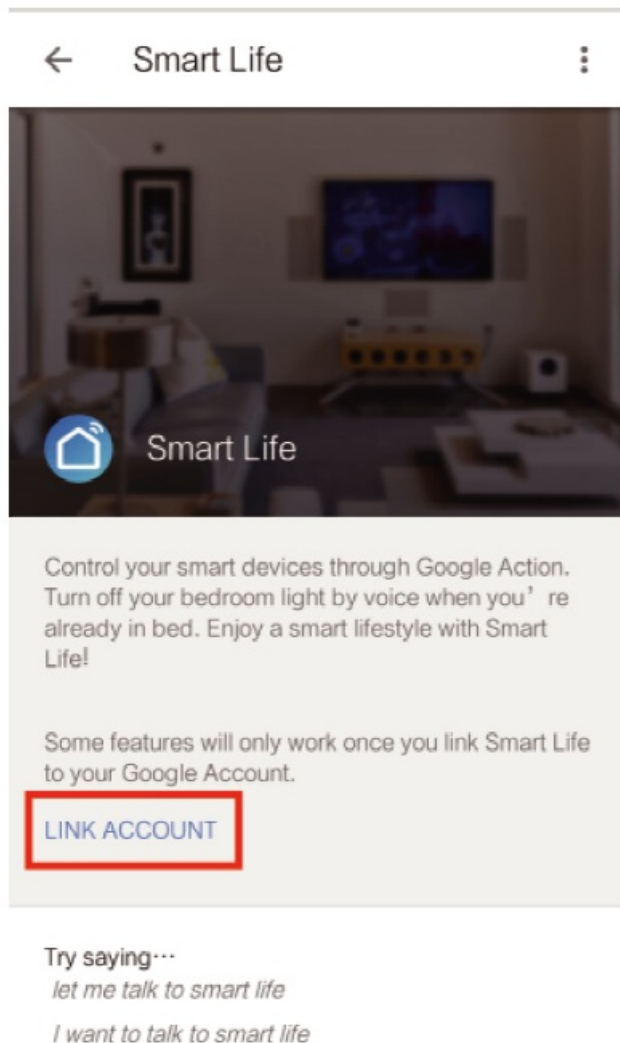 Smart Life
Smart Life
Control your smart devices through Google Action.
Turn off your bedroom light by voice when you’ re
already in bed. Enjoy a smart lifestyle with Smart
Life!
Some features will only work once you link Smart Life
to your Google Account.
LINK ACCOUNT
Try saying⋯
let me talk to smart life
I want to talk to smart life